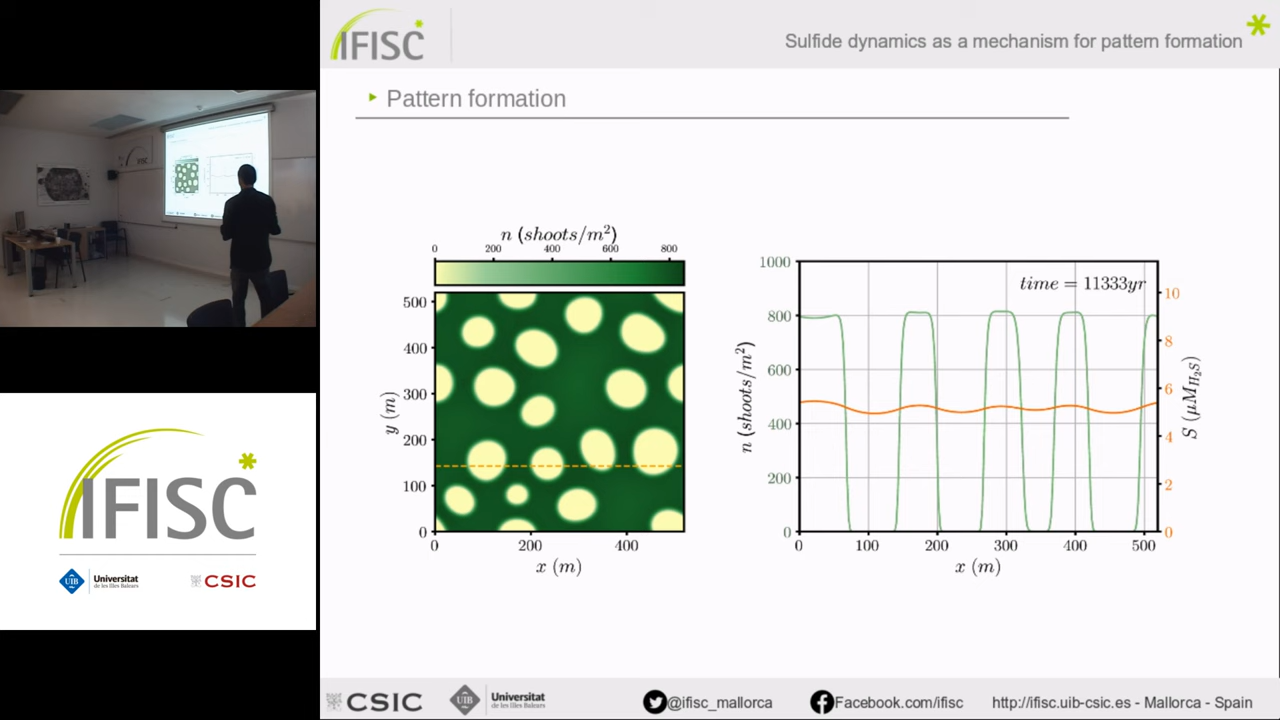 IFISC
Sulfide dynamics as a mechanism for pattern formation
Pattern formation
n (shoots/m²)
0 200 400 600 800
500
400
300
200
100
0
y (m)
0 200 400
x (m)
1000
800
600
400
200
0
n (shoots/m²)
time = 11333yr
10
8
6
4
2
0
S (μM_{H₂S})
0 100 200 300 400 500
x (m)
IFISC
UIB
Universitat
de les Illes Balears
CSIC
CSIC
UIB
Universitat
de les Illes Balears
@ifisc_mallorca
Facebook.com/ifisc
http://ifisc.uib-csic.es - Mallorca - Spain